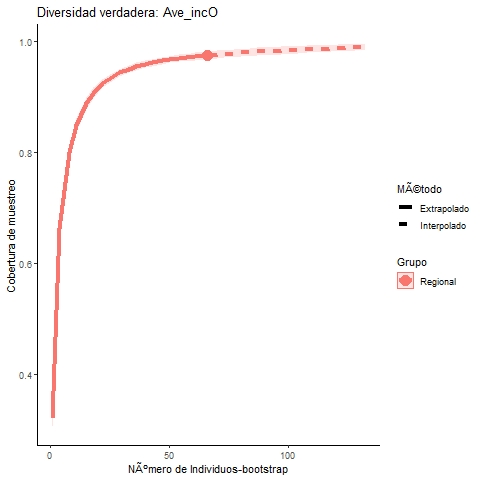 Diversidad verdadera: Ave_incO
1.0
0.8
0.6
0.4
Cobertura de muestreo
0
50
100
NÃºmero de Individuos-bootstrap
MÃ©todo
Extrapolado
Interpolado
Grupo
Regional